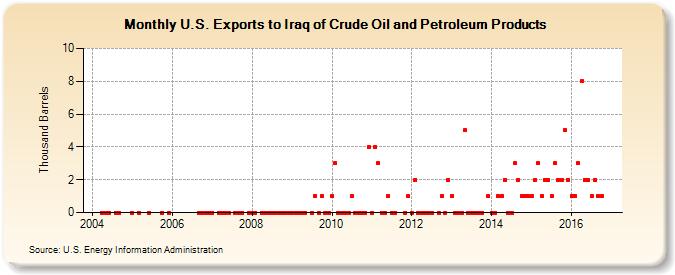 Monthly U.S. Exports to Iraq of Crude Oil and Petroleum Products
Thousand Barrels
10
8
6
4
2
0
2004 2006 2008 2010 2012 2014 2016
Source: U.S. Energy Information Administration